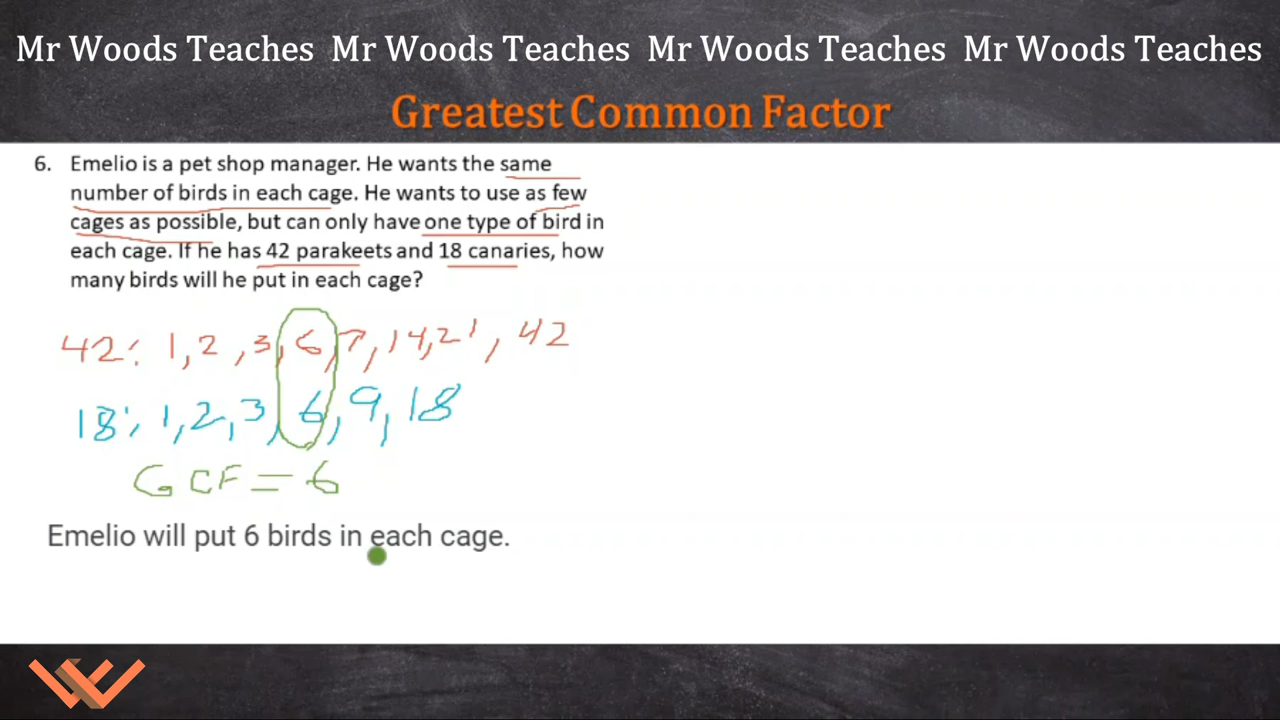 Mr Woods Teaches Mr Woods Teaches Mr Woods Teaches Mr Woods Teaches
Greatest Common Factor
6. Emelio is a pet shop manager. He wants the same
number of birds in each cage. He wants to use as few
cages as possible, but can only have one type of bird in
each cage. If he has 42 parakeets and 18 canaries, how
many birds will he put in each cage?
42: 1, 2, 3, 6, 7, 14, 21, 42
18: 1, 2, 3, 6, 9, 18
GCF = 6
Emelio will put 6 birds in each cage.